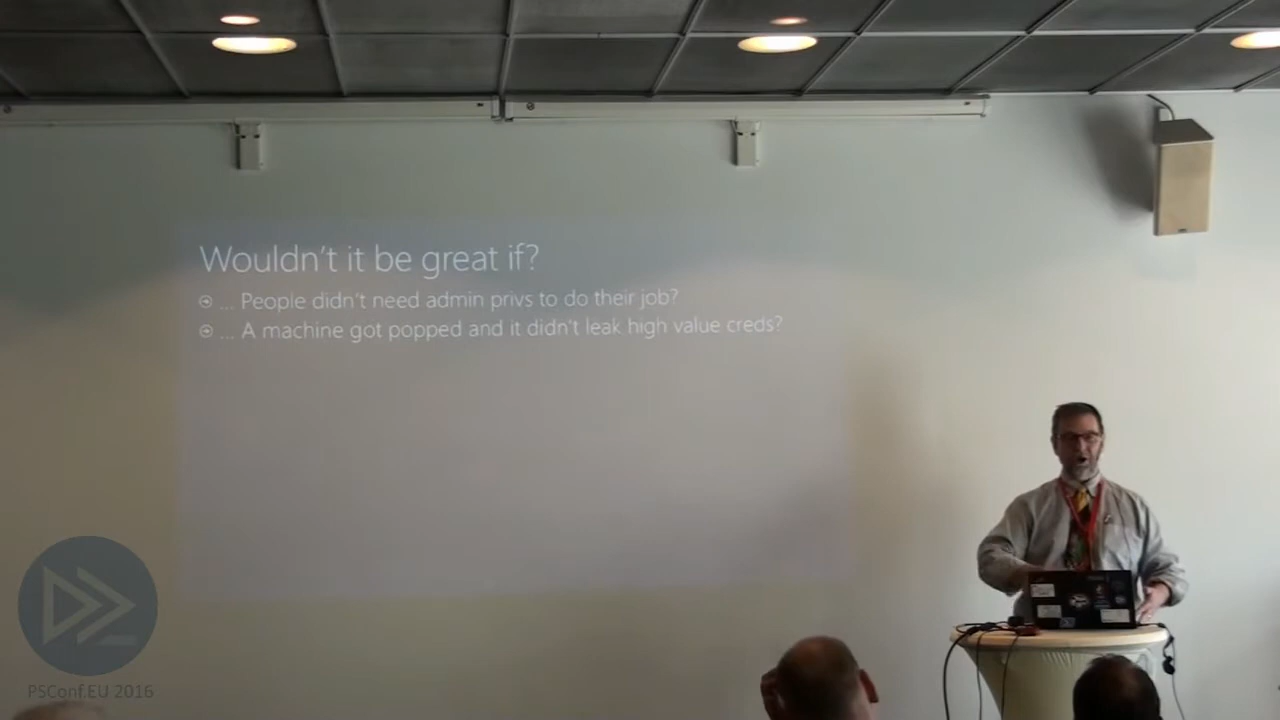 Wouldn't it be great if?
... People didn't need admin privs to do their job?
... A machine got popped and it didn't leak high value creds?
PSConf.EU 2016